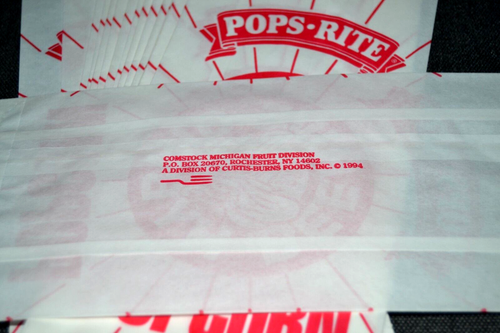 POPS·RITE
COMSTOCK MICHIGAN FRUIT DIVISION
P.O. BOX 20670, ROCHESTER, NY 14602
A DIVISION OF CURTIS-BURNS FOODS, INC. © 1994